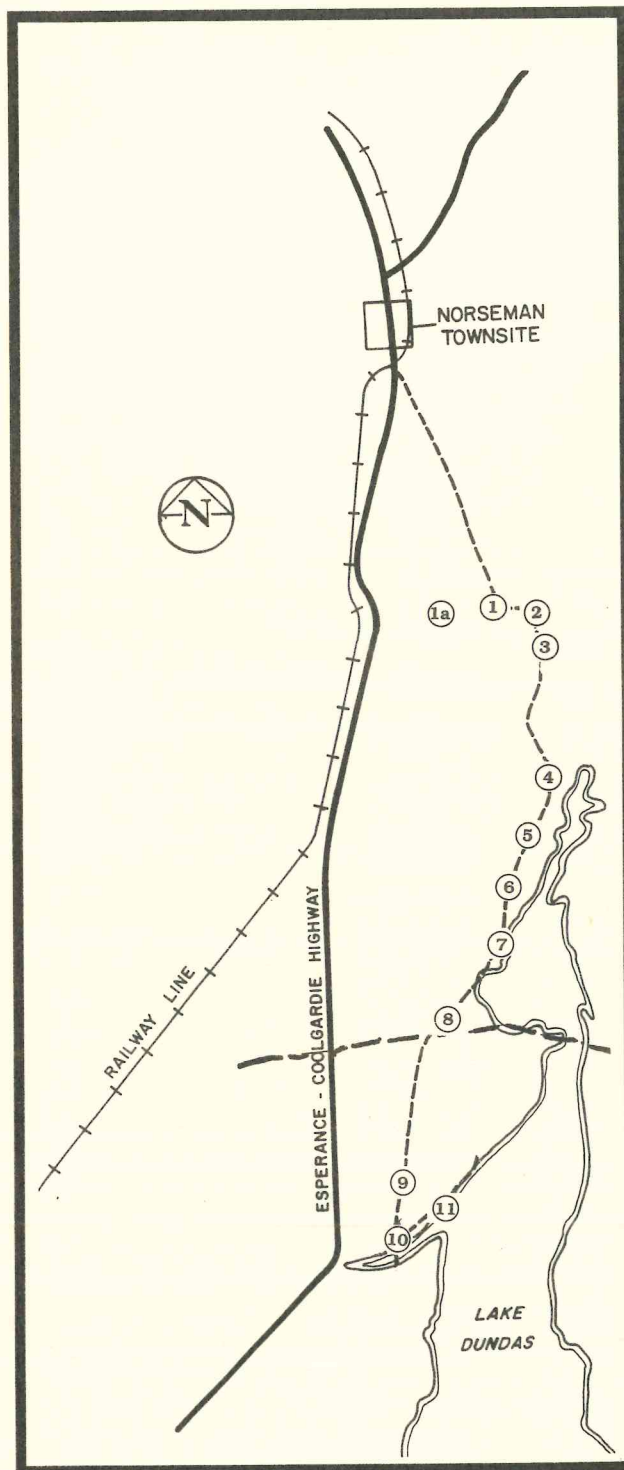 NORSEMAN
TOWNSITE
N
1a
1
2
3
4
5
6
7
8
RAILWAY LINE
ESPERANCE - COOLGARDIE HIGHWAY
9
11
10
LAKE
DUNDAS